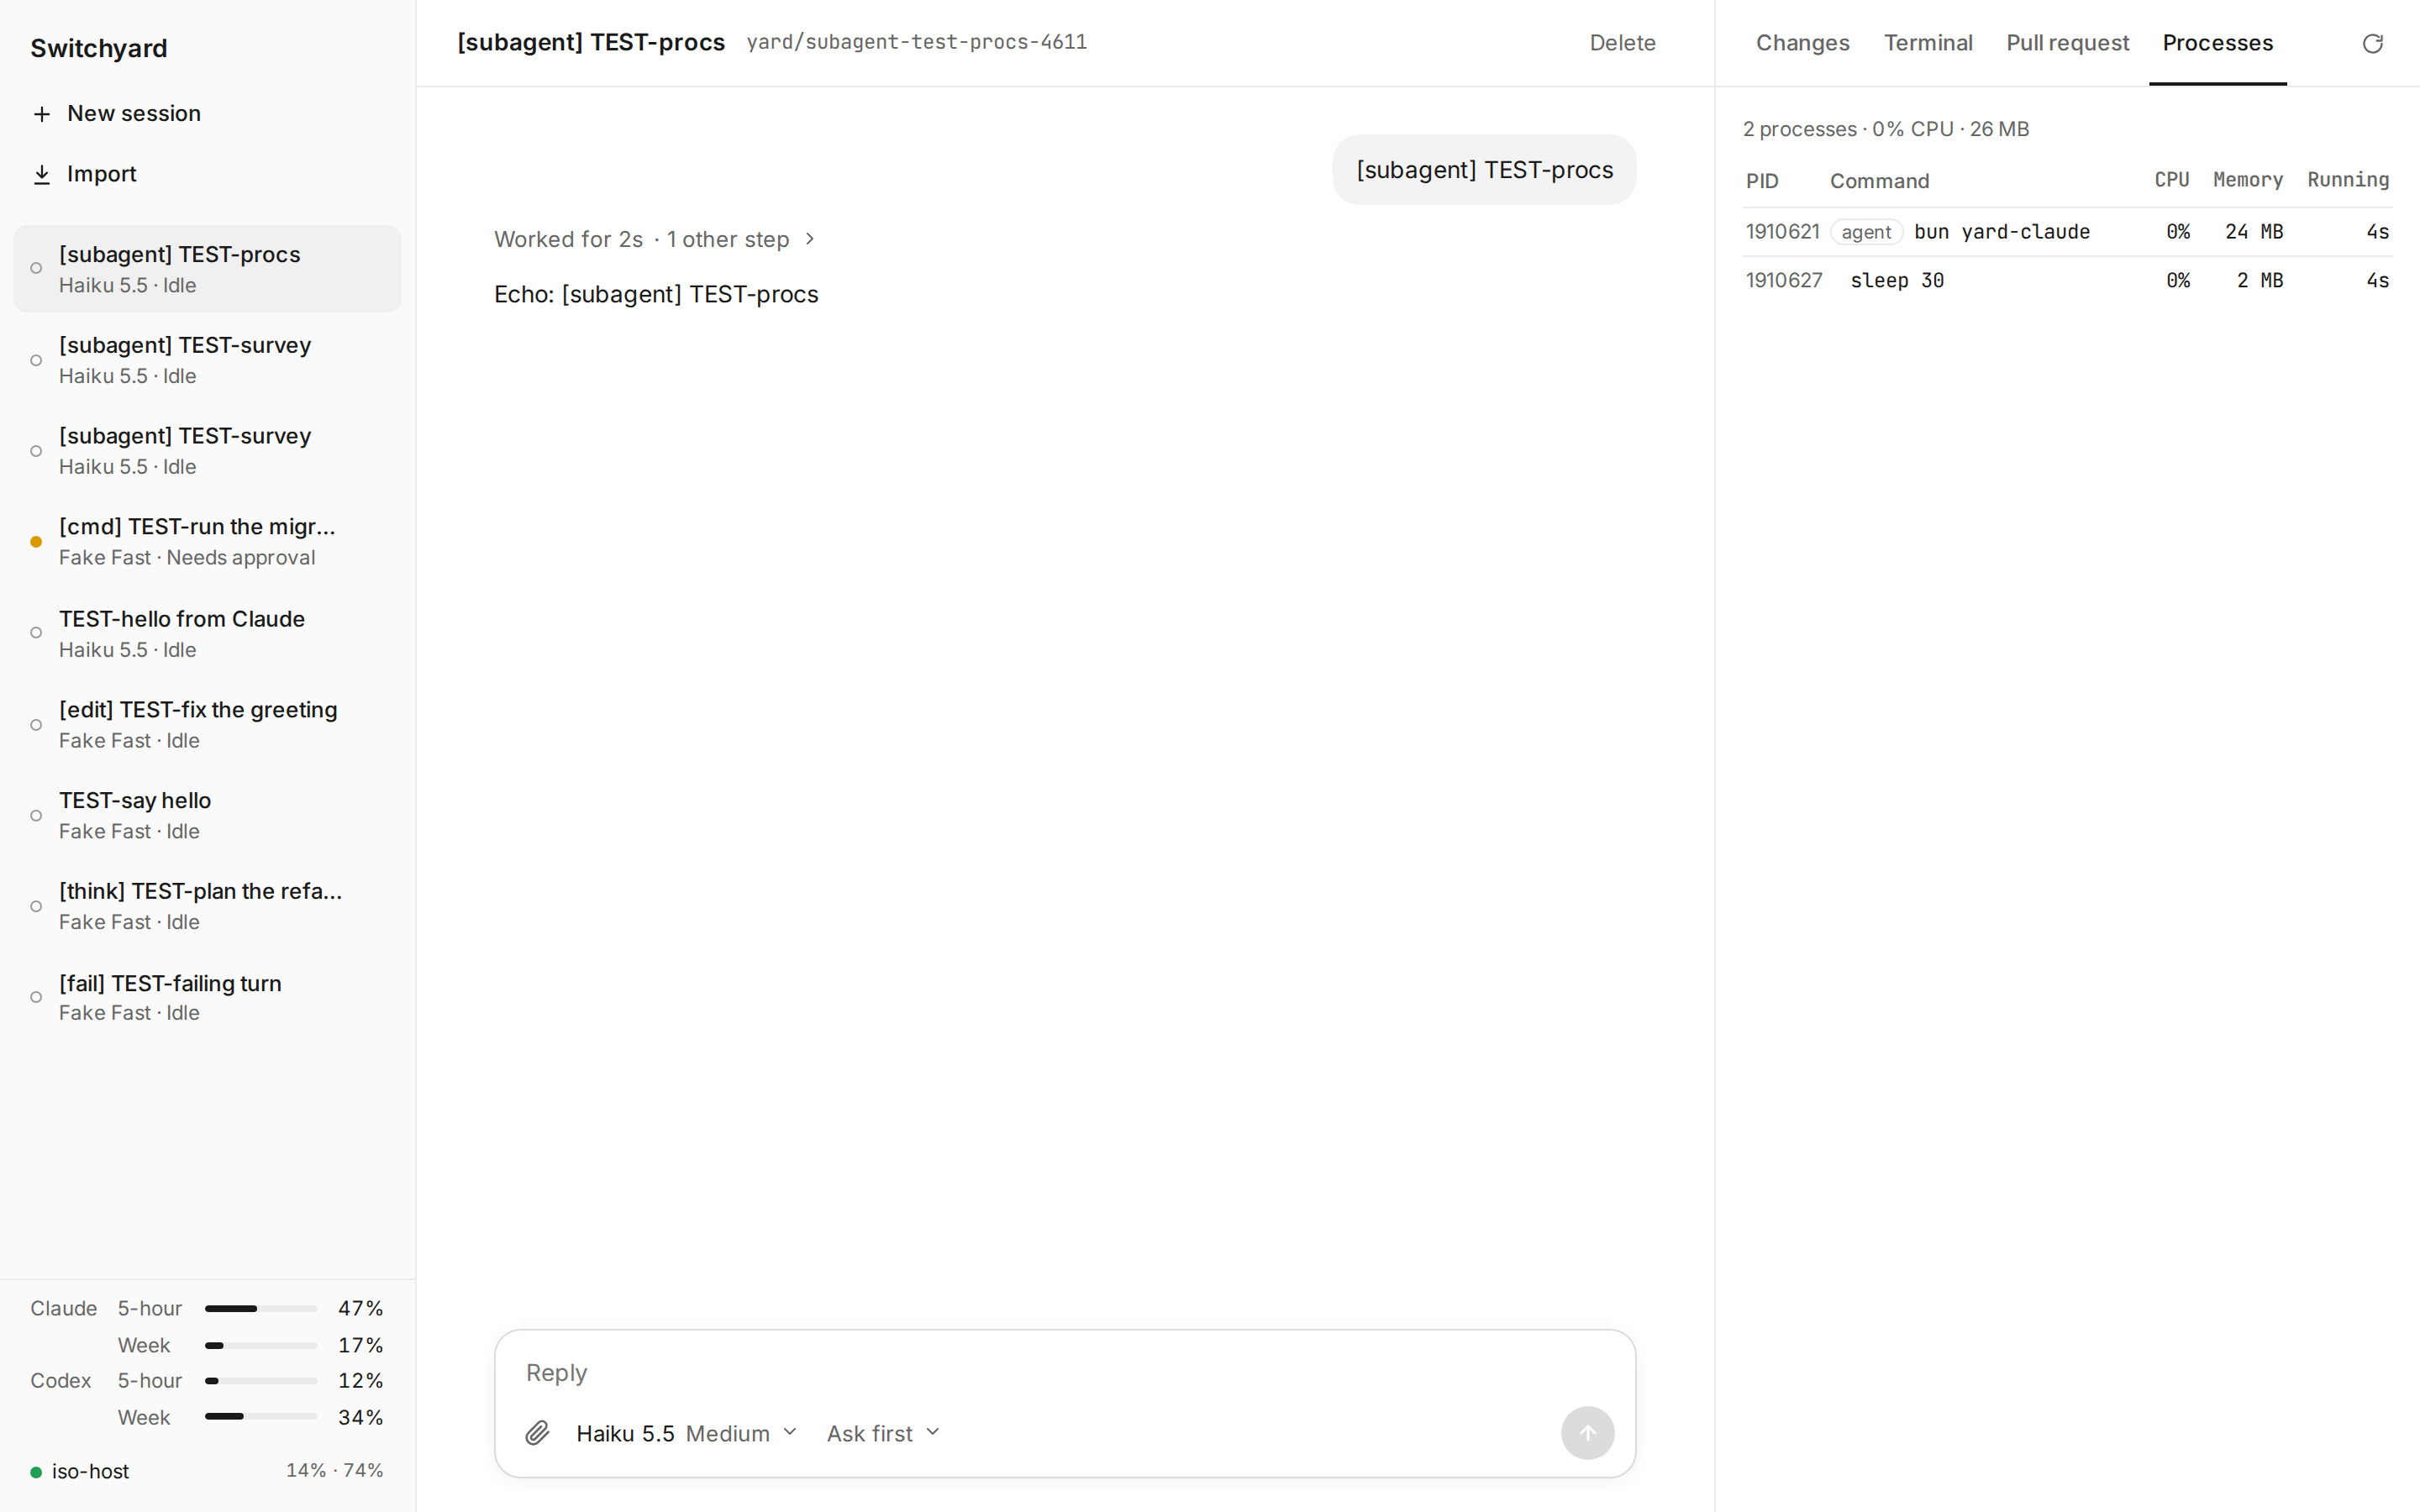 Switchyard
New session
Import
[subagent] TEST-procs
Haiku 5.5 · Idle
[subagent] TEST-survey
Haiku 5.5 · Idle
[subagent] TEST-survey
Haiku 5.5 · Idle
[cmd] TEST-run the migr...
Fake Fast · Needs approval
TEST-hello from Claude
Haiku 5.5 · Idle
[edit] TEST-fix the greeting
Fake Fast · Idle
TEST-say hello
Fake Fast · Idle
[think] TEST-plan the refa...
Fake Fast · Idle
[fail] TEST-failing turn
Fake Fast · Idle
Claude 5-hour 47%
Week 17%
Codex 5-hour 12%
Week 34%
iso-host 14% · 74%
[subagent] TEST-procs yard/subagent-test-procs-4611 Delete
[subagent] TEST-procs
Worked for 2s · 1 other step
Echo: [subagent] TEST-procs
Reply
Haiku 5.5 Medium Ask first
Changes Terminal Pull request Processes
2 processes · 0% CPU · 26 MB
PID Command CPU Memory Running
1910621 agent bun yard-claude 0% 24 MB 4s
1910627 sleep 30 0% 2 MB 4s